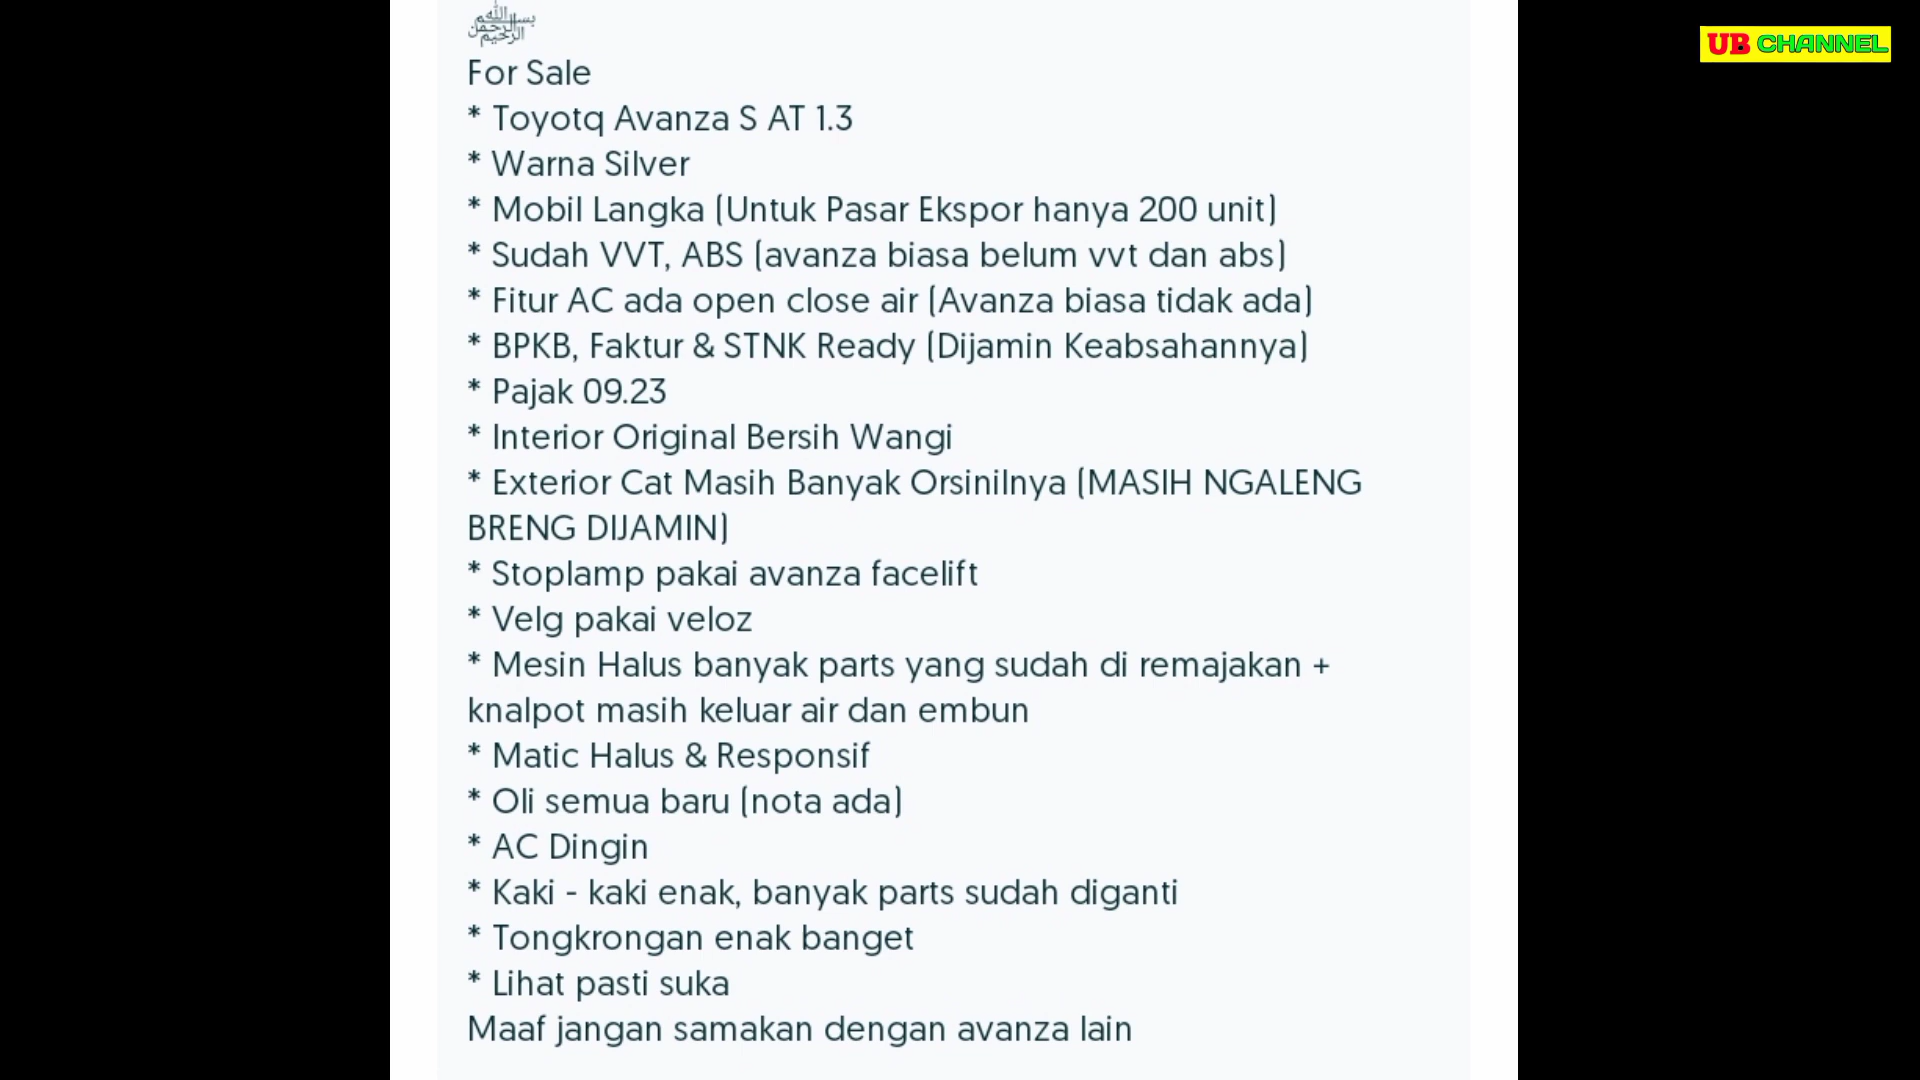 بسم الله الرحمن الرحيم
UB CHANNEL
For Sale
* Toyotq Avanza S AT 1.3
* Warna Silver
* Mobil Langka (Untuk Pasar Ekspor hanya 200 unit)
* Sudah VVT, ABS (avanza biasa belum vvt dan abs)
* Fitur AC ada open close air (Avanza biasa tidak ada)
* BPKB, Faktur & STNK Ready (Dijamin Keabsahannya)
* Pajak 09.23
* Interior Original Bersih Wangi
* Exterior Cat Masih Banyak Orsinilnya (MASIH NGALENG
BRENG DIJAMIN)
* Stoplamp pakai avanza facelift
* Velg pakai veloz
* Mesin Halus banyak parts yang sudah di remajakan +
knalpot masih keluar air dan embun
* Matic Halus & Responsif
* Oli semua baru (nota ada)
* AC Dingin
* Kaki - kaki enak, banyak parts sudah diganti
* Tongkrongan enak banget
* Lihat pasti suka
Maaf jangan samakan dengan avanza lain